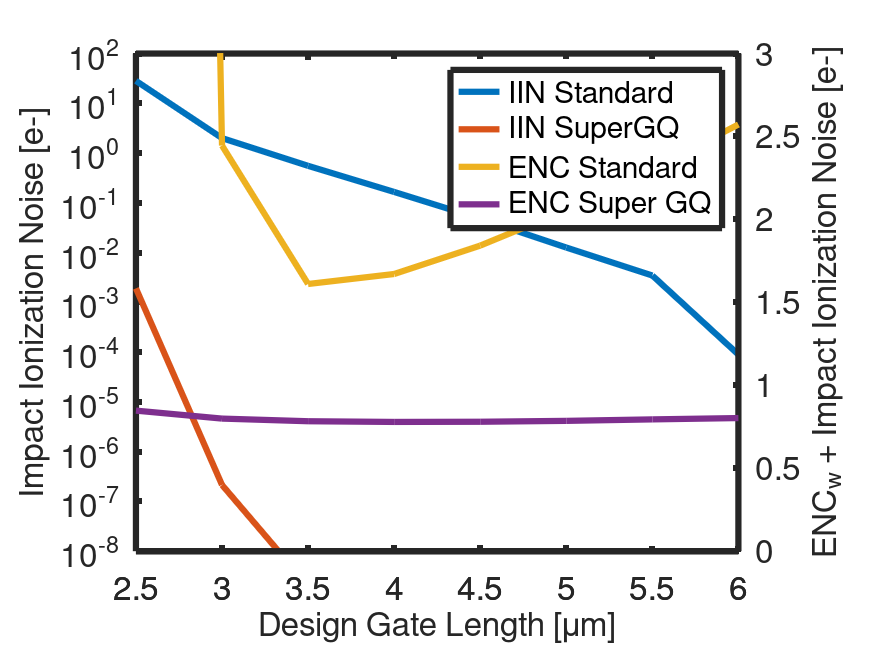 10^2
10^1
10^0
10^-1
10^-2
10^-3
10^-4
10^-5
10^-6
10^-7
10^-8
Impact Ionization Noise [e-]
IIN Standard
IIN SuperGQ
ENC Standard
ENC Super GQ
3
2.5
2
1.5
1
0.5
0
ENC_w + Impact Ionization Noise [e-]
2.5 3 3.5 4 4.5 5 5.5 6
Design Gate Length [μm]